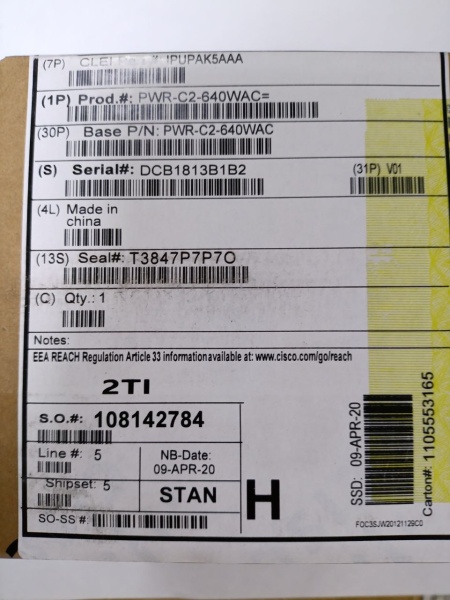 (7P) CLEI #: IPUPAK5AAA
(1P) Prod.#: PWR-C2-640WAC=
(30P) Base P/N: PWR-C2-640WAC
(S) Serial#: DCB1813B1B2
(31P) V01
(4L) Made in
china
(13S) Seal#: T3847P7P7O
(C) Qty.: 1
Notes:
EEA REACH Regulation Article 33 information available at: www.cisco.com/go/reach
2TI
S.O.#: 108142784
Line #: 5
NB-Date:
09-APR-20
Shipset: 5
STAN
H
SO-SS #:
SSD: 09-APR-20
Carton#: 1105553165
FOC3SJW20121129C0